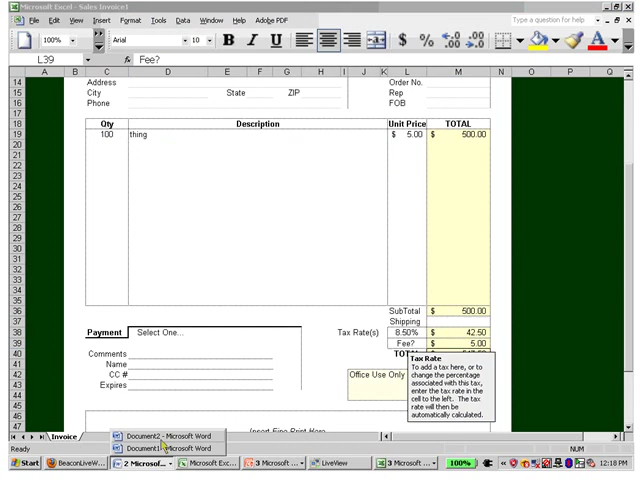 Microsoft Excel - Sales Invoice1
File Edit View Insert Format Tools Data Window Help Adobe PDF
Type a question for help
100% Arial 10 B I U $ % .00 .00
L39 fx Fee?
A B C D E F G H I J K L M N O P Q
14 Address Order No.
15 City State ZIP Rep
16 Phone FOB
17
18 Qty Description Unit Price TOTAL
19 100 thing $ 5.00 $ 500.00
20
21
22
23
24
25
26
27
28
29
30
31
32
33
34
35
36 SubTotal $ 500.00
37 Shipping
38 Payment Select One... Tax Rate(s) 8.50% $ 42.50
39 Fee? $ 5.00
40 Comments
41 Name
42 CC # Office Use Only
43 Expires
44
45
46
47 Insert Fine Print Here
Tax Rate
To add a tax here, or to
change the percentage
associated with this tax,
enter the tax rate in the
cell to the left. The tax
rate will then be
automatically calculated.
Invoice
Document2 - Microsoft Word
Document1 - Microsoft Word
Ready NUM
Start BeaconLiveW... 2 Microsof... Microsoft Exc... 3 Microsoft ... LiveView 3 Microsoft ... 100% « 12:18 PM